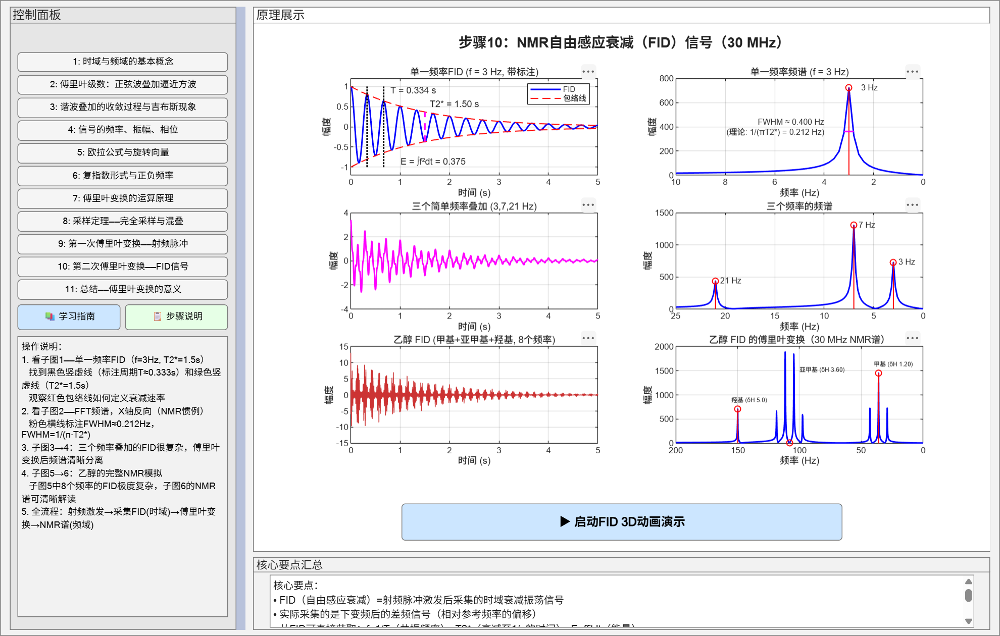 控制面板
1: 时域与频域的基本概念
2: 傅里叶级数：正弦波叠加逼近方波
3: 谐波叠加的收敛过程与吉布斯现象
4: 信号的频率、振幅、相位
5: 欧拉公式与旋转向量
6: 复指数形式与正负频率
7: 傅里叶变换的运算原理
8: 采样定理——完全采样与混叠
9: 第一次傅里叶变换——射频脉冲
10: 第二次傅里叶变换——FID信号
11: 总结——傅里叶变换的意义
学习指南
步骤说明
操作说明：
1. 看子图1——单一频率FID（f=3Hz, T2*=1.5s）
找到黑色竖虚线（标注周期T≈0.333s）和绿色竖
虚线（T2*=1.5s）
观察红色包络线如何定义衰减速率
2. 看子图2——FFT频谱，X轴反向（NMR惯例）
粉色横线标注FWHM≈0.212Hz，
FWHM=1/(π·T2*)
3. 子图3→4：三个频率叠加的FID很复杂，傅里叶
变换后频谱清晰分离
4. 子图5→6：乙醇的完整NMR模拟
子图5中8个频率的FID极度复杂，子图6的NMR
谱可清晰解读
5. 全流程：射频激发→采集FID(时域)→傅里叶变
换→NMR谱(频域)
原理展示
步骤10：NMR自由感应衰减（FID）信号（30 MHz）
单一频率FID (f = 3 Hz, 带标注)
1
0.5
0
-0.5
-1
幅度
T = 0.334 s
T2* = 1.50 s
E = ∫f²dt = 0.375
FID
包络线
0 1 2 3 4 5
时间 (s)
单一频率频谱 (f = 3 Hz)
800
600
400
200
0
幅度
3 Hz
FWHM ≈ 0.400 Hz
(理论: 1/(πT2*) = 0.212 Hz)
10 8 6 4 2 0
频率 (Hz)
三个简单频率叠加 (3,7,21 Hz)
4
2
0
-2
-4
幅度
0 1 2 3 4 5
时间 (s)
三个频率的频谱
1500
1000
500
0
幅度
7 Hz
3 Hz
21 Hz
25 20 15 10 5 0
频率 (Hz)
乙醇 FID (甲基+亚甲基+羟基, 8个频率)
15
10
5
0
-5
-10
-15
幅度
0 1 2 3 4 5
时间 (s)
乙醇 FID 的傅里叶变换（30 MHz NMR谱）
2000
1500
1000
500
0
幅度
甲基 (δH 1.20)
亚甲基 (δH 3.60)
羟基 (δH 5.0)
200 150 100 50 0
频率 (Hz)
▶ 启动FID 3D动画演示
核心要点汇总
核心要点：
• FID（自由感应衰减）=射频脉冲激发后采集的时域衰减振荡信号
• 实际采集的是下变频后的差频信号（相对参考频率的偏移）